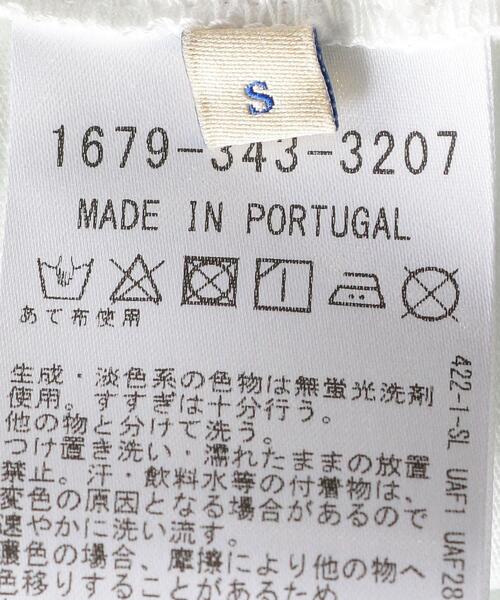 S
1679-343-3207
MADE IN PORTUGAL
あて布使用
生成・淡色系の色物は無蛍光洗剤
使用。すすぎは十分行う。
他の物と分けて洗う。
つけ置き洗い・濡れたままの放置
禁止。汗・飲料水等の付着物は、
変色の原因となる場合があるので
速やかに洗い流す。
濃色の場合、摩擦により他の物へ
色移りすることがあるため
422-1-SL UAF1 UAF28